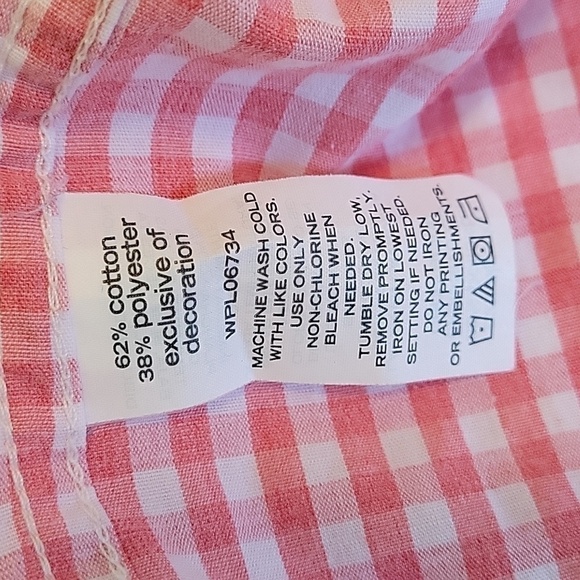 62% cotton
38% polyester
exclusive of
decoration
WPL06734
MACHINE WASH COLD
WITH LIKE COLORS.
USE ONLY
NON-CHLORINE
BLEACH WHEN
NEEDED.
TUMBLE DRY LOW,
REMOVE PROMPTLY.
IRON ON LOWEST
SETTING IF NEEDED.
DO NOT IRON
ANY PRINTING
OR EMBELLISHMENTS.